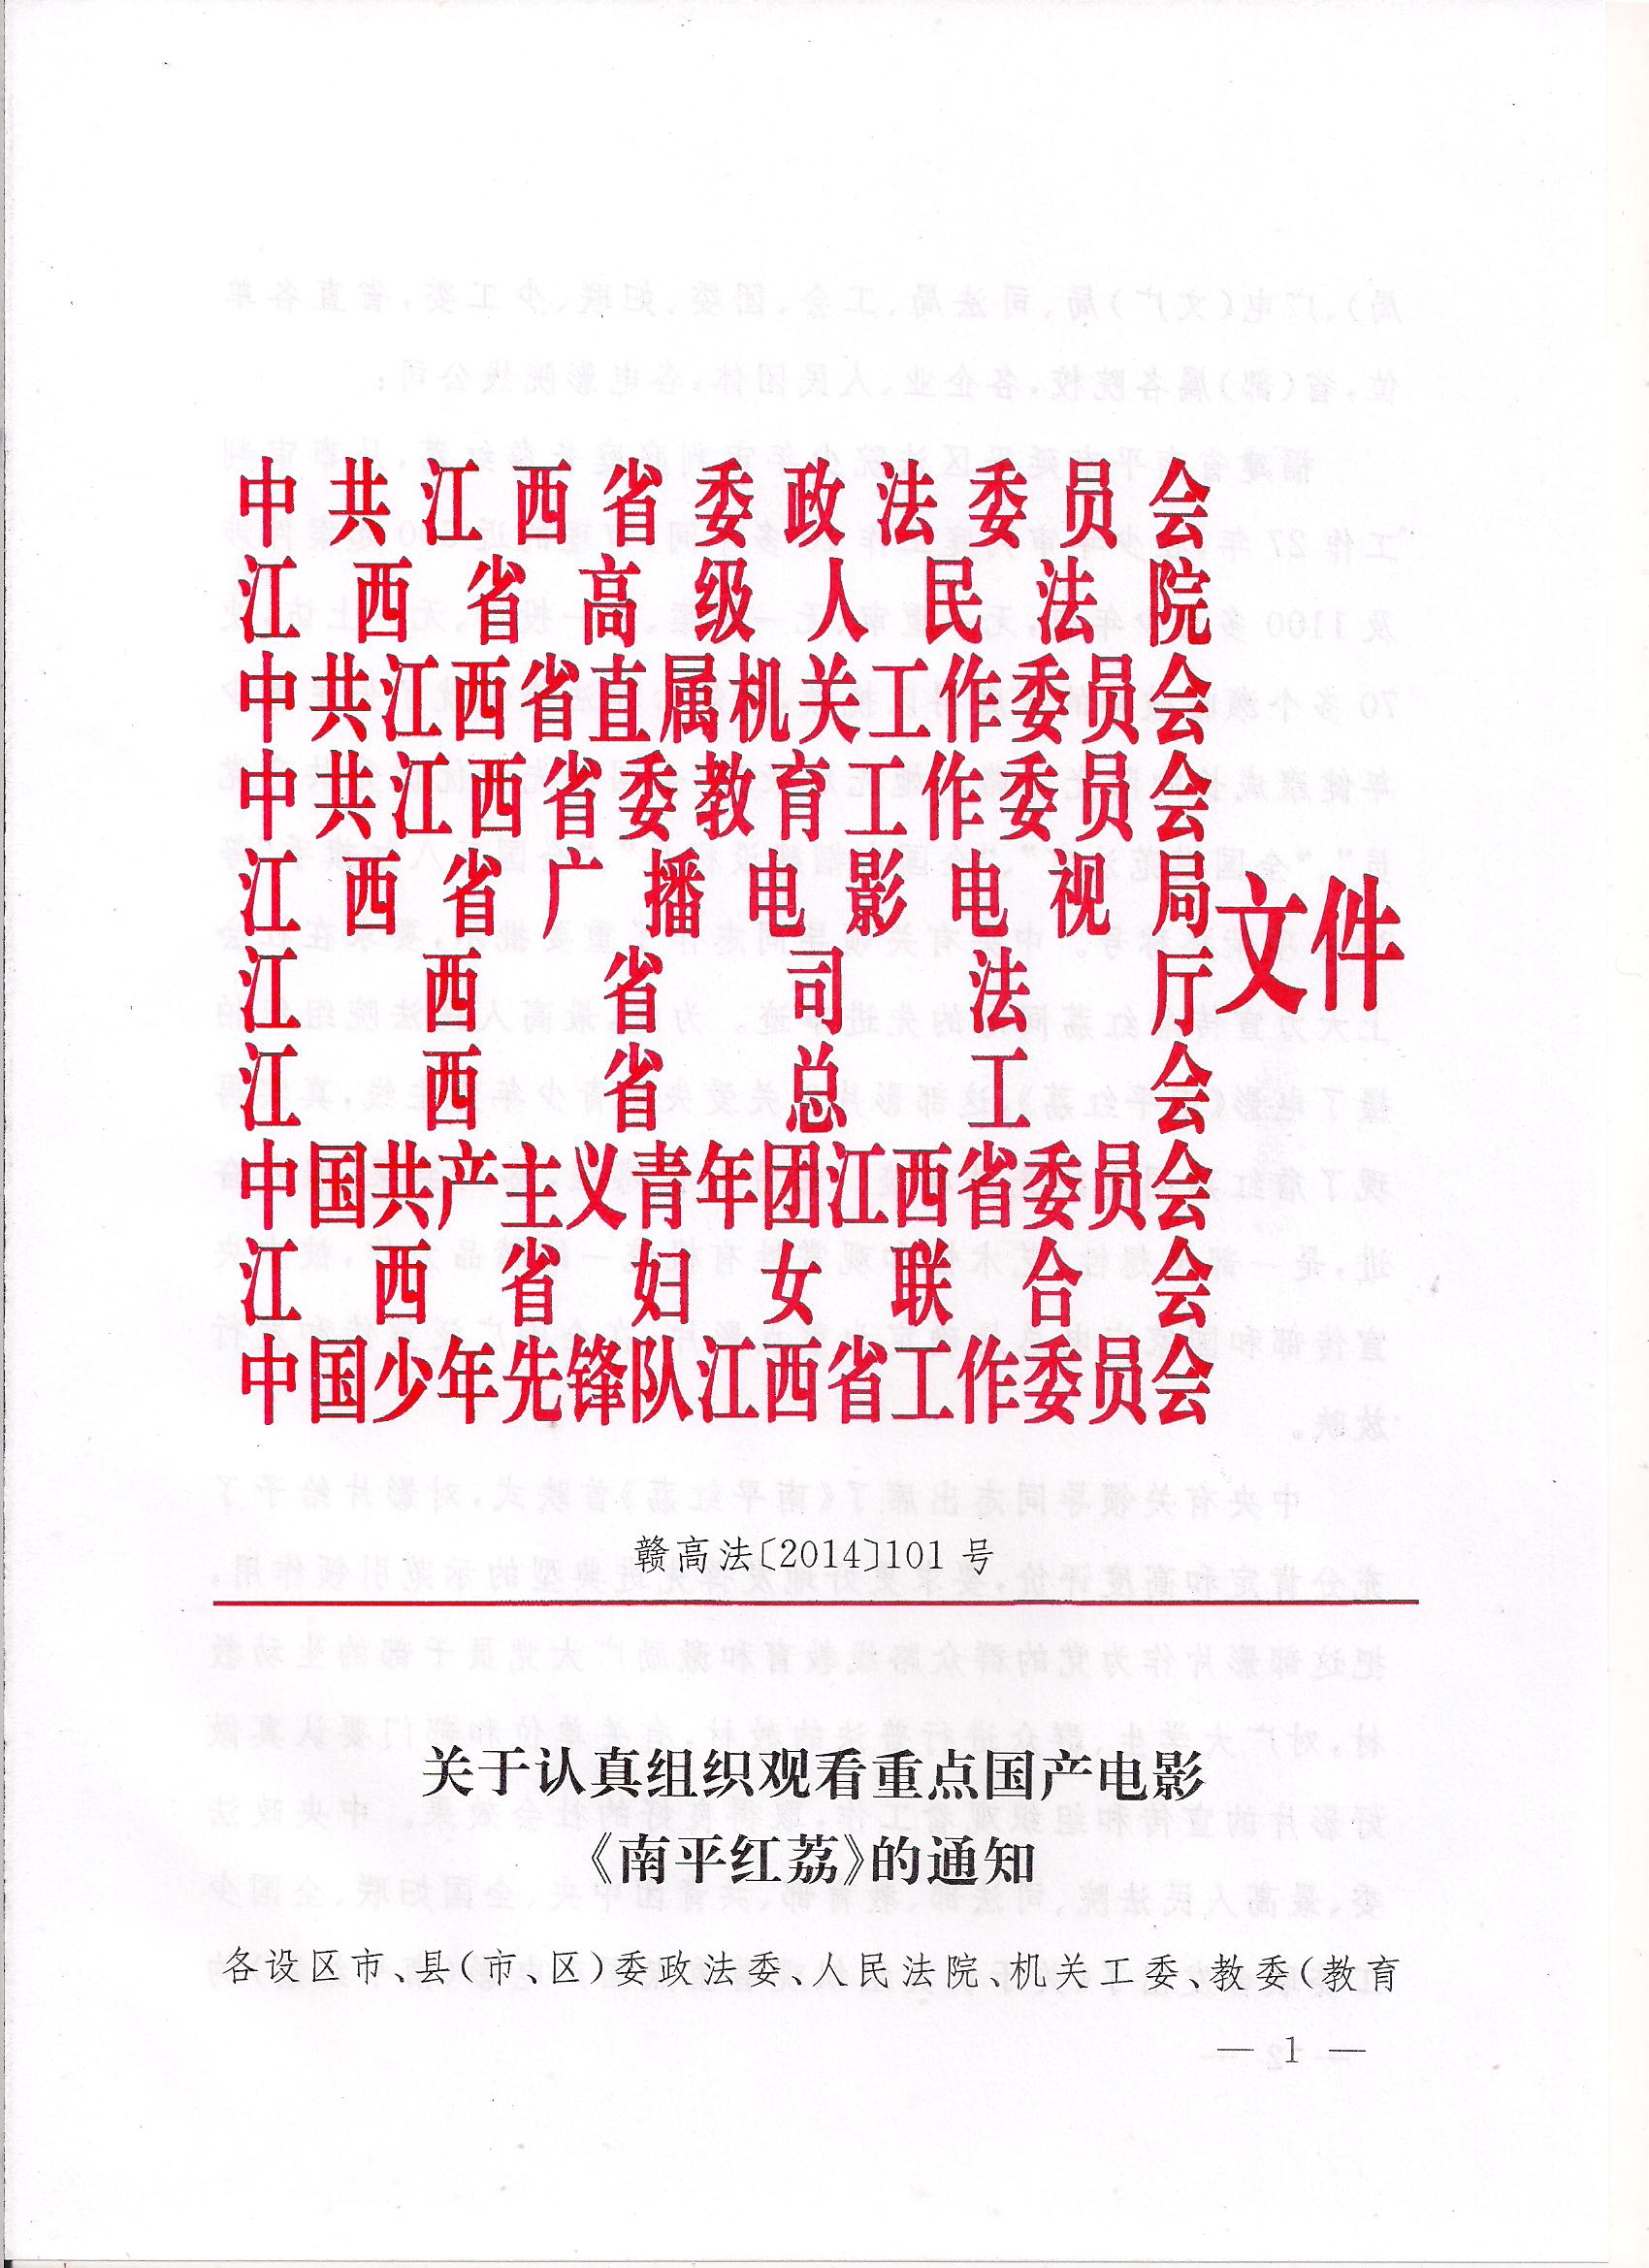 中共江西省委政法委员会
江西省高级人民法院
中共江西省直属机关工作委员会
中共江西省委教育工作委员会
江西省广播电影电视局
江西省司法厅
江西省总工会
中国共产主义青年团江西省委员会
江西省妇女联合会
中国少年先锋队江西省工作委员会
文件
赣高法〔2014〕101号
关于认真组织观看重点国产电影
《南平红荔》的通知
各设区市、县(市、区)委政法委、人民法院、机关工委、教委(教育
— 1 —